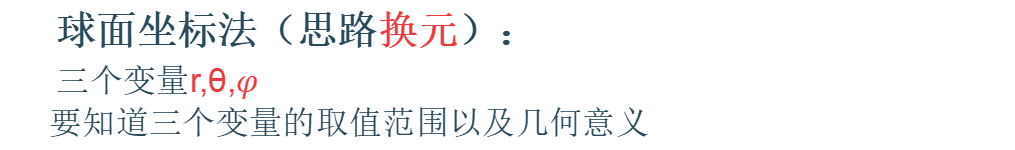 球面坐标法（思路换元）：
三个变量r,θ,φ
要知道三个变量的取值范围以及几何意义